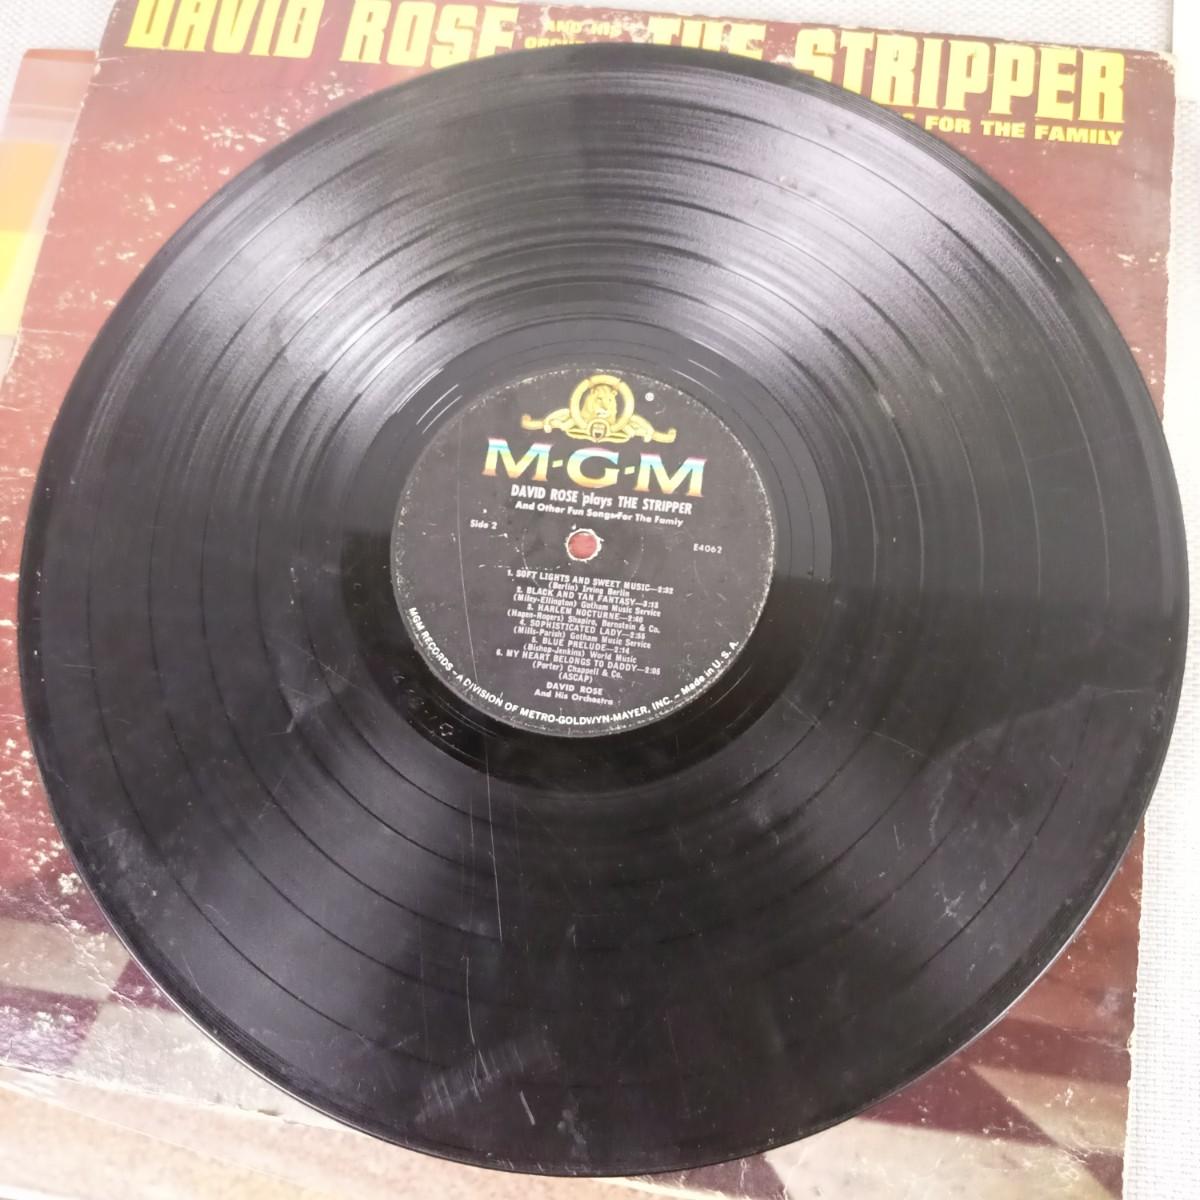 DAVID ROSE AND HIS THE STRIPPER
FOR THE FAMILY
M-G-M
®
DAVID ROSE plays THE STRIPPER
And Other Fun Songs For The Famiy
Side 2
E4062
1. SOFT LIGHTS AND SWEET MUSIC—2:32
(Berlin) Irving Berlin
2. BLACK AND TAN FANTASY—3:13
(Miley-Ellington) Gotham Music Service
3. HARLEM NOCTURNE—2:40
(Hagen-Rogers) Shapiro, Bernstein & Co.
4. SOPHISTICATED LADY—2:55
(Mills-Parish) Gotham Music Service
5. BLUE PRELUDE—2:14
(Bishop-Jenkins) World Music
6. MY HEART BELONGS TO DADDY—2:05
(Porter) Chappell & Co.
(ASCAP)
DAVID ROSE
And His Orchestra
MGM RECORDS – A DIVISION OF METRO-GOLDWYN-MAYER, INC. – Made in U. S. A.